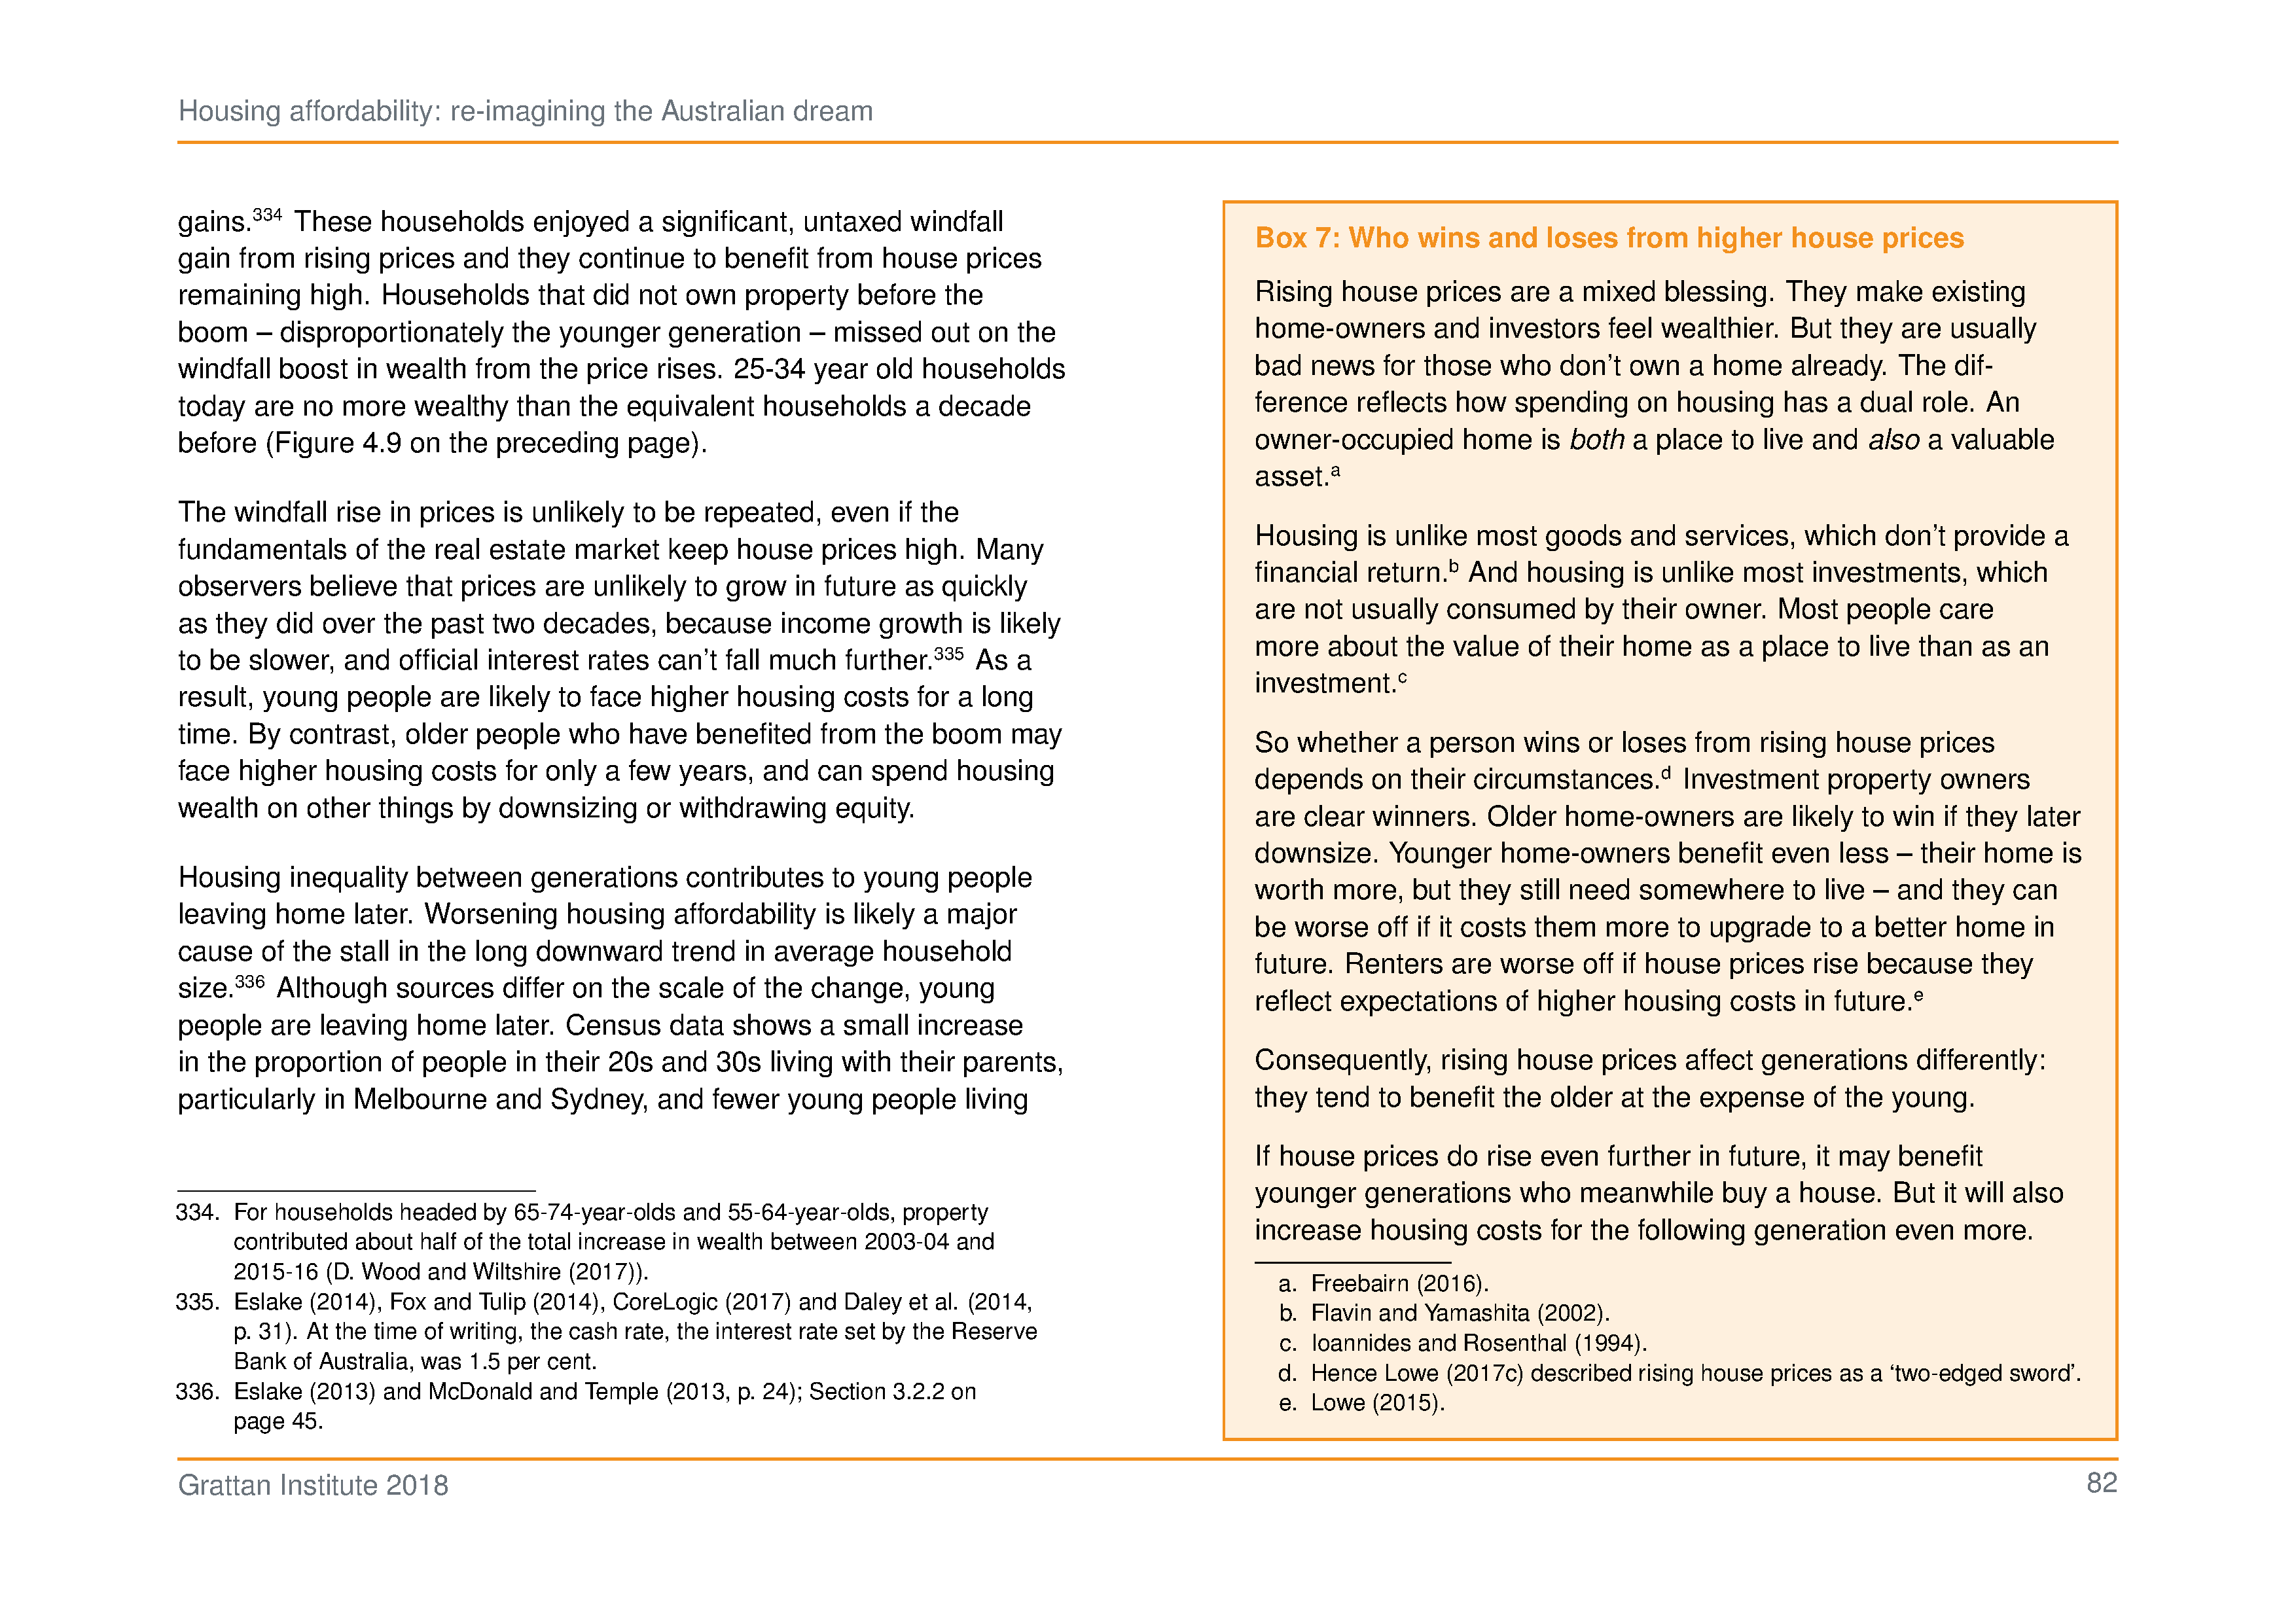 Housing affordability: re-imagining the Australian dream
gains.334 These households enjoyed a significant, untaxed windfall
gain from rising prices and they continue to benefit from house prices
remaining high. Households that did not own property before the
boom – disproportionately the younger generation – missed out on the
windfall boost in wealth from the price rises. 25-34 year old households
today are no more wealthy than the equivalent households a decade
before (Figure 4.9 on the preceding page).
The windfall rise in prices is unlikely to be repeated, even if the
fundamentals of the real estate market keep house prices high. Many
observers believe that prices are unlikely to grow in future as quickly
as they did over the past two decades, because income growth is likely
to be slower, and official interest rates can't fall much further.335 As a
result, young people are likely to face higher housing costs for a long
time. By contrast, older people who have benefited from the boom may
face higher housing costs for only a few years, and can spend housing
wealth on other things by downsizing or withdrawing equity.
Housing inequality between generations contributes to young people
leaving home later. Worsening housing affordability is likely a major
cause of the stall in the long downward trend in average household
size.336 Although sources differ on the scale of the change, young
people are leaving home later. Census data shows a small increase
in the proportion of people in their 20s and 30s living with their parents,
particularly in Melbourne and Sydney, and fewer young people living
334. For households headed by 65-74-year-olds and 55-64-year-olds, property
contributed about half of the total increase in wealth between 2003-04 and
2015-16 (D. Wood and Wiltshire (2017)).
335. Eslake (2014), Fox and Tulip (2014), CoreLogic (2017) and Daley et al. (2014,
p. 31). At the time of writing, the cash rate, the interest rate set by the Reserve
Bank of Australia, was 1.5 per cent.
336. Eslake (2013) and McDonald and Temple (2013, p. 24); Section 3.2.2 on
page 45.
Box 7: Who wins and loses from higher house prices
Rising house prices are a mixed blessing. They make existing
home-owners and investors feel wealthier. But they are usually
bad news for those who don't own a home already. The dif-
ference reflects how spending on housing has a dual role. An
owner-occupied home is both a place to live and also a valuable
asset.a
Housing is unlike most goods and services, which don't provide a
financial return.b And housing is unlike most investments, which
are not usually consumed by their owner. Most people care
more about the value of their home as a place to live than as an
investment.c
So whether a person wins or loses from rising house prices
depends on their circumstances.d Investment property owners
are clear winners. Older home-owners are likely to win if they later
downsize. Younger home-owners benefit even less – their home is
worth more, but they still need somewhere to live – and they can
be worse off if it costs them more to upgrade to a better home in
future. Renters are worse off if house prices rise because they
reflect expectations of higher housing costs in future.e
Consequently, rising house prices affect generations differently:
they tend to benefit the older at the expense of the young.
If house prices do rise even further in future, it may benefit
younger generations who meanwhile buy a house. But it will also
increase housing costs for the following generation even more.
a. Freebairn (2016).
b. Flavin and Yamashita (2002).
c. Ioannides and Rosenthal (1994).
d. Hence Lowe (2017c) described rising house prices as a 'two-edged sword'.
e. Lowe (2015).
Grattan Institute 2018
82